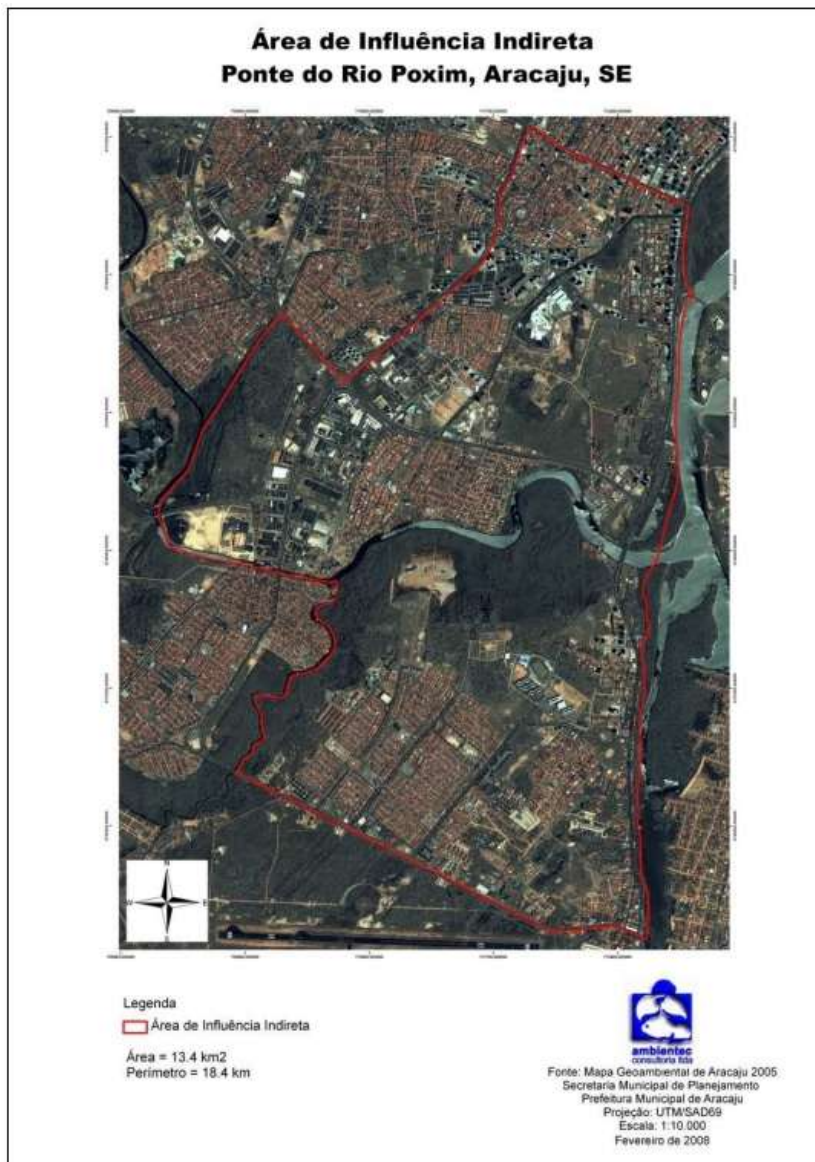 Área de Influência Indireta
Ponte do Rio Poxim, Aracaju, SE
N
W
E
Legenda
Área de Influência Indireta
Área = 13.4 km2
Perímetro = 18.4 km
ambientec
consultoria ltda
Fonte: Mapa Geoambiental de Aracaju 2005
Secretaria Municipal de Planejamento
Prefeitura Municipal de Aracaju
Projeção: UTM/SAD69
Escala: 1:10.000
Fevereiro de 2008